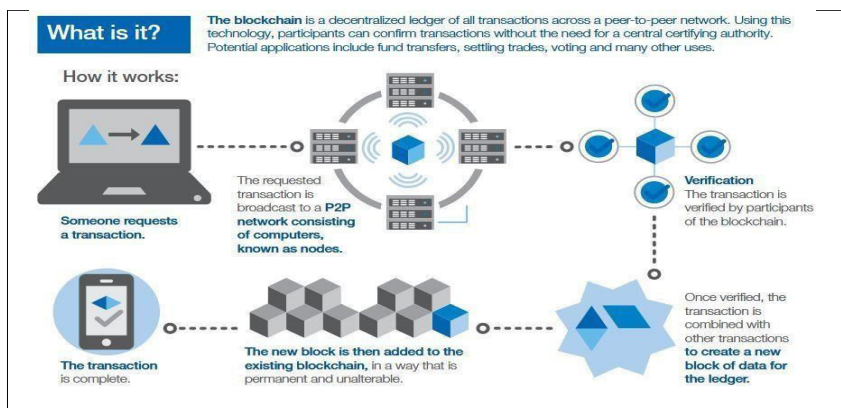 What is it?
The blockchain is a decentralized ledger of all transactions across a peer-to-peer network. Using this
technology, participants can confirm transactions without the need for a central certifying authority.
Potential applications include fund transfers, settling trades, voting and many other uses.
How it works:
Someone requests
a transaction.
The requested
transaction is
broadcast to a P2P
network consisting
of computers,
known as nodes.
Verification
The transaction is
verified by participants
of the blockchain.
Once verified, the
transaction is
combined with
other transactions
to create a new
block of data for
the ledger.
The new block is then added to the
existing blockchain, in a way that is
permanent and unalterable.
The transaction
is complete.